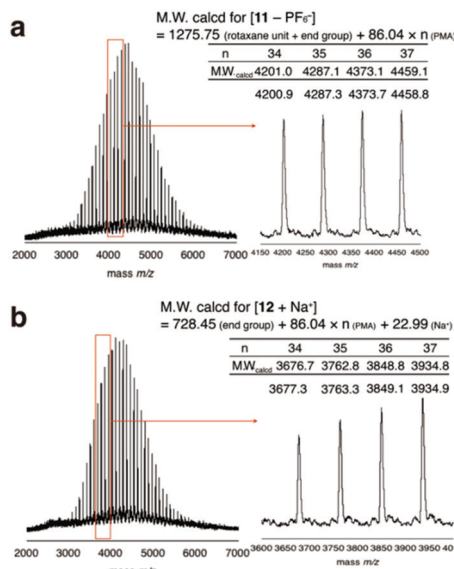 a
M.W. calcd for [11 – PF₆⁻]
= 1275.75 (rotaxane unit + end group) + 86.04 × n (PMA)
n 34 35 36 37
M.W.calcd 4201.0 4287.1 4373.1 4459.1
4200.9 4287.3 4373.7 4458.8
2000 3000 4000 5000 6000 7000
mass m/z
4150 4200 4250 4300 4350 4400 4450 4500
mass m/z
b
M.W. calcd for [12 + Na⁺]
= 728.45 (end group) + 86.04 × n (PMA) + 22.99 (Na⁺)
n 34 35 36 37
M.Wcalcd 3676.7 3762.8 3848.8 3934.8
3677.3 3763.3 3849.1 3934.9
2000 3000 4000 5000 6000 7000
mass m/z
3600 3650 3700 3750 3800 3850 3900 3950 40
mass m/z